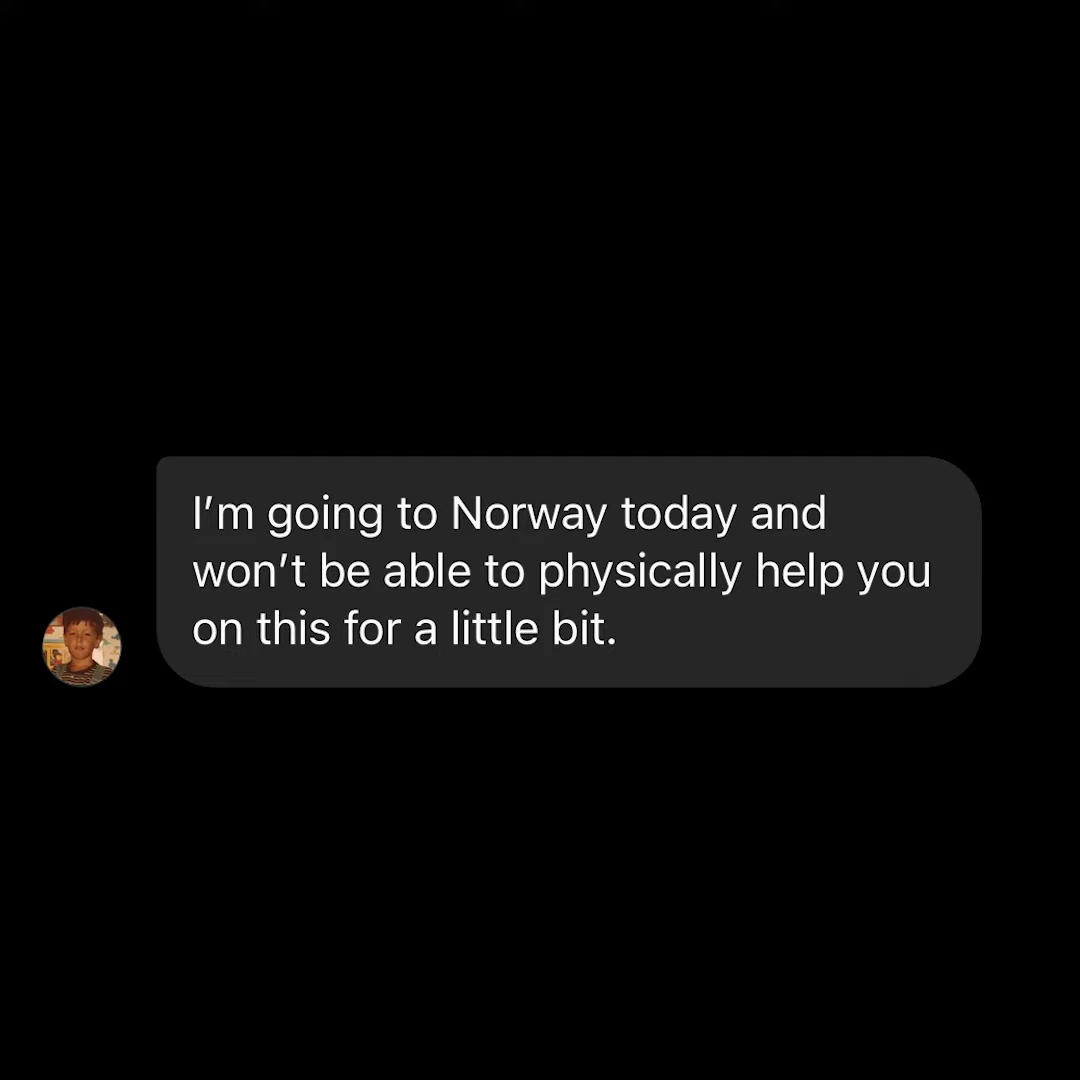 I’m going to Norway today and
won’t be able to physically help you
on this for a little bit.